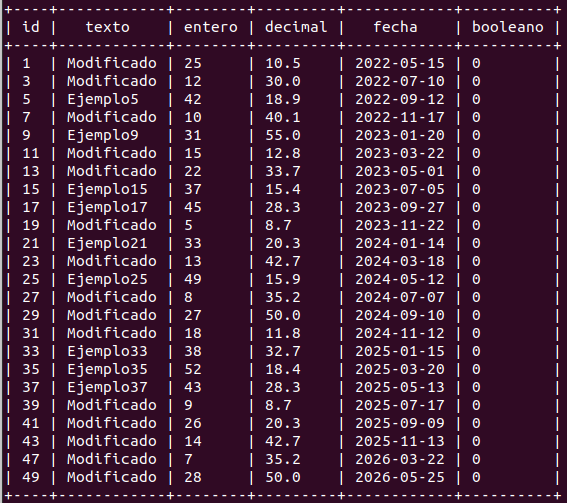 +----+------------+--------+---------+------------+----------+
| id |   texto    | entero | decimal |   fecha    | booleano |
+----+------------+--------+---------+------------+----------+
| 1  | Modificado | 25     | 10.5    | 2022-05-15 | 0        |
| 3  | Modificado | 12     | 30.0    | 2022-07-10 | 0        |
| 5  | Ejemplo5   | 42     | 18.9    | 2022-09-12 | 0        |
| 7  | Modificado | 10     | 40.1    | 2022-11-17 | 0        |
| 9  | Ejemplo9   | 31     | 55.0    | 2023-01-20 | 0        |
| 11 | Modificado | 15     | 12.8    | 2023-03-22 | 0        |
| 13 | Modificado | 22     | 33.7    | 2023-05-01 | 0        |
| 15 | Ejemplo15  | 37     | 15.4    | 2023-07-05 | 0        |
| 17 | Ejemplo17  | 45     | 28.3    | 2023-09-27 | 0        |
| 19 | Modificado | 5      | 8.7     | 2023-11-22 | 0        |
| 21 | Ejemplo21  | 33     | 20.3    | 2024-01-14 | 0        |
| 23 | Modificado | 13     | 42.7    | 2024-03-18 | 0        |
| 25 | Ejemplo25  | 49     | 15.9    | 2024-05-12 | 0        |
| 27 | Modificado | 8      | 35.2    | 2024-07-07 | 0        |
| 29 | Modificado | 27     | 50.0    | 2024-09-10 | 0        |
| 31 | Modificado | 18     | 11.8    | 2024-11-12 | 0        |
| 33 | Ejemplo33  | 38     | 32.7    | 2025-01-15 | 0        |
| 35 | Ejemplo35  | 52     | 18.4    | 2025-03-20 | 0        |
| 37 | Ejemplo37  | 43     | 28.3    | 2025-05-13 | 0        |
| 39 | Modificado | 9      | 8.7     | 2025-07-17 | 0        |
| 41 | Modificado | 26     | 20.3    | 2025-09-09 | 0        |
| 43 | Modificado | 14     | 42.7    | 2025-11-13 | 0        |
| 47 | Modificado | 7      | 35.2    | 2026-03-22 | 0        |
| 49 | Modificado | 28     | 50.0    | 2026-05-25 | 0        |
+----+------------+--------+---------+------------+----------+